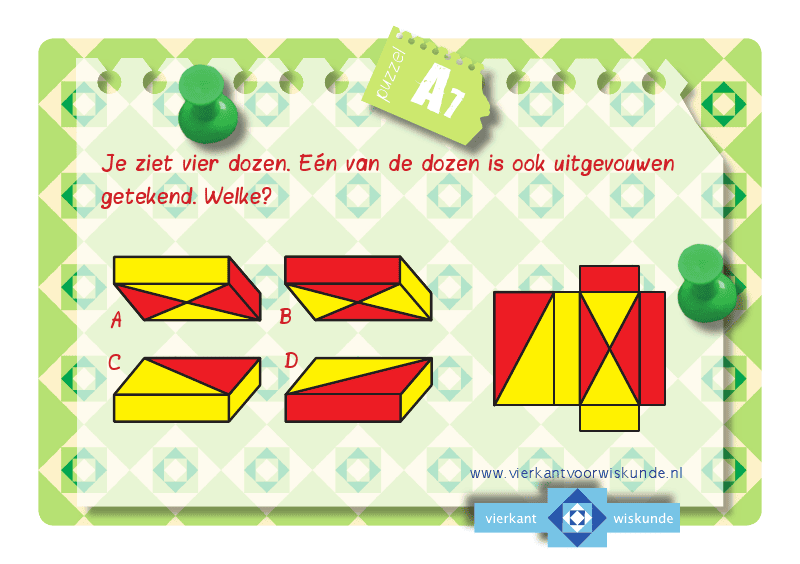 puzzel
A7
Je ziet vier dozen. Eén van de dozen is ook uitgevouwen
getekend. Welke?
A
B
C
D
www.vierkantvoorwiskunde.nl
vierkant wiskunde